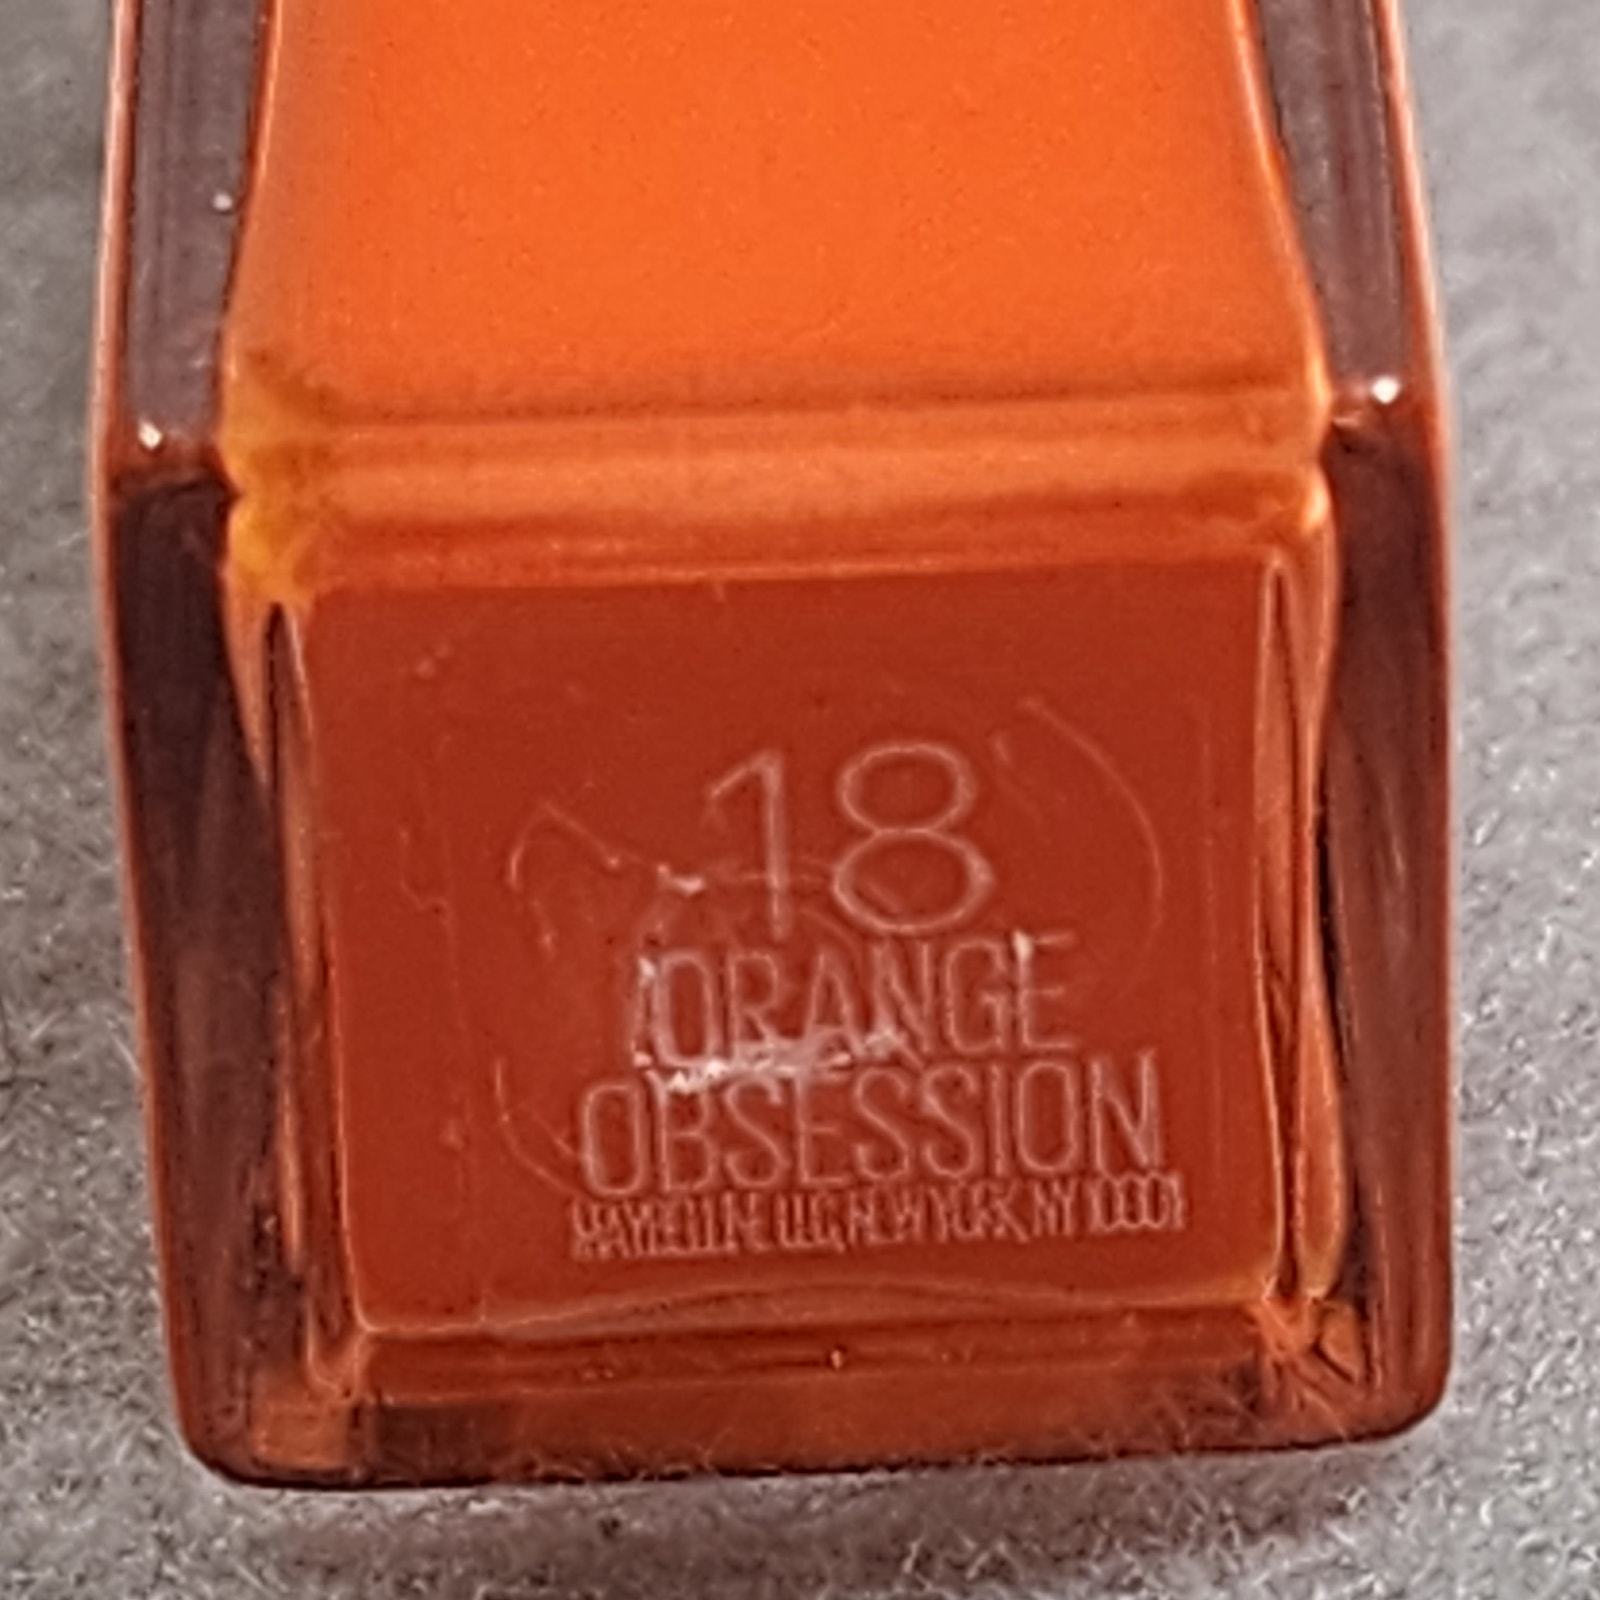 18
ORANGE
OBSESSION
MAYBELLINE LLC, NEW YORK, NY 10001